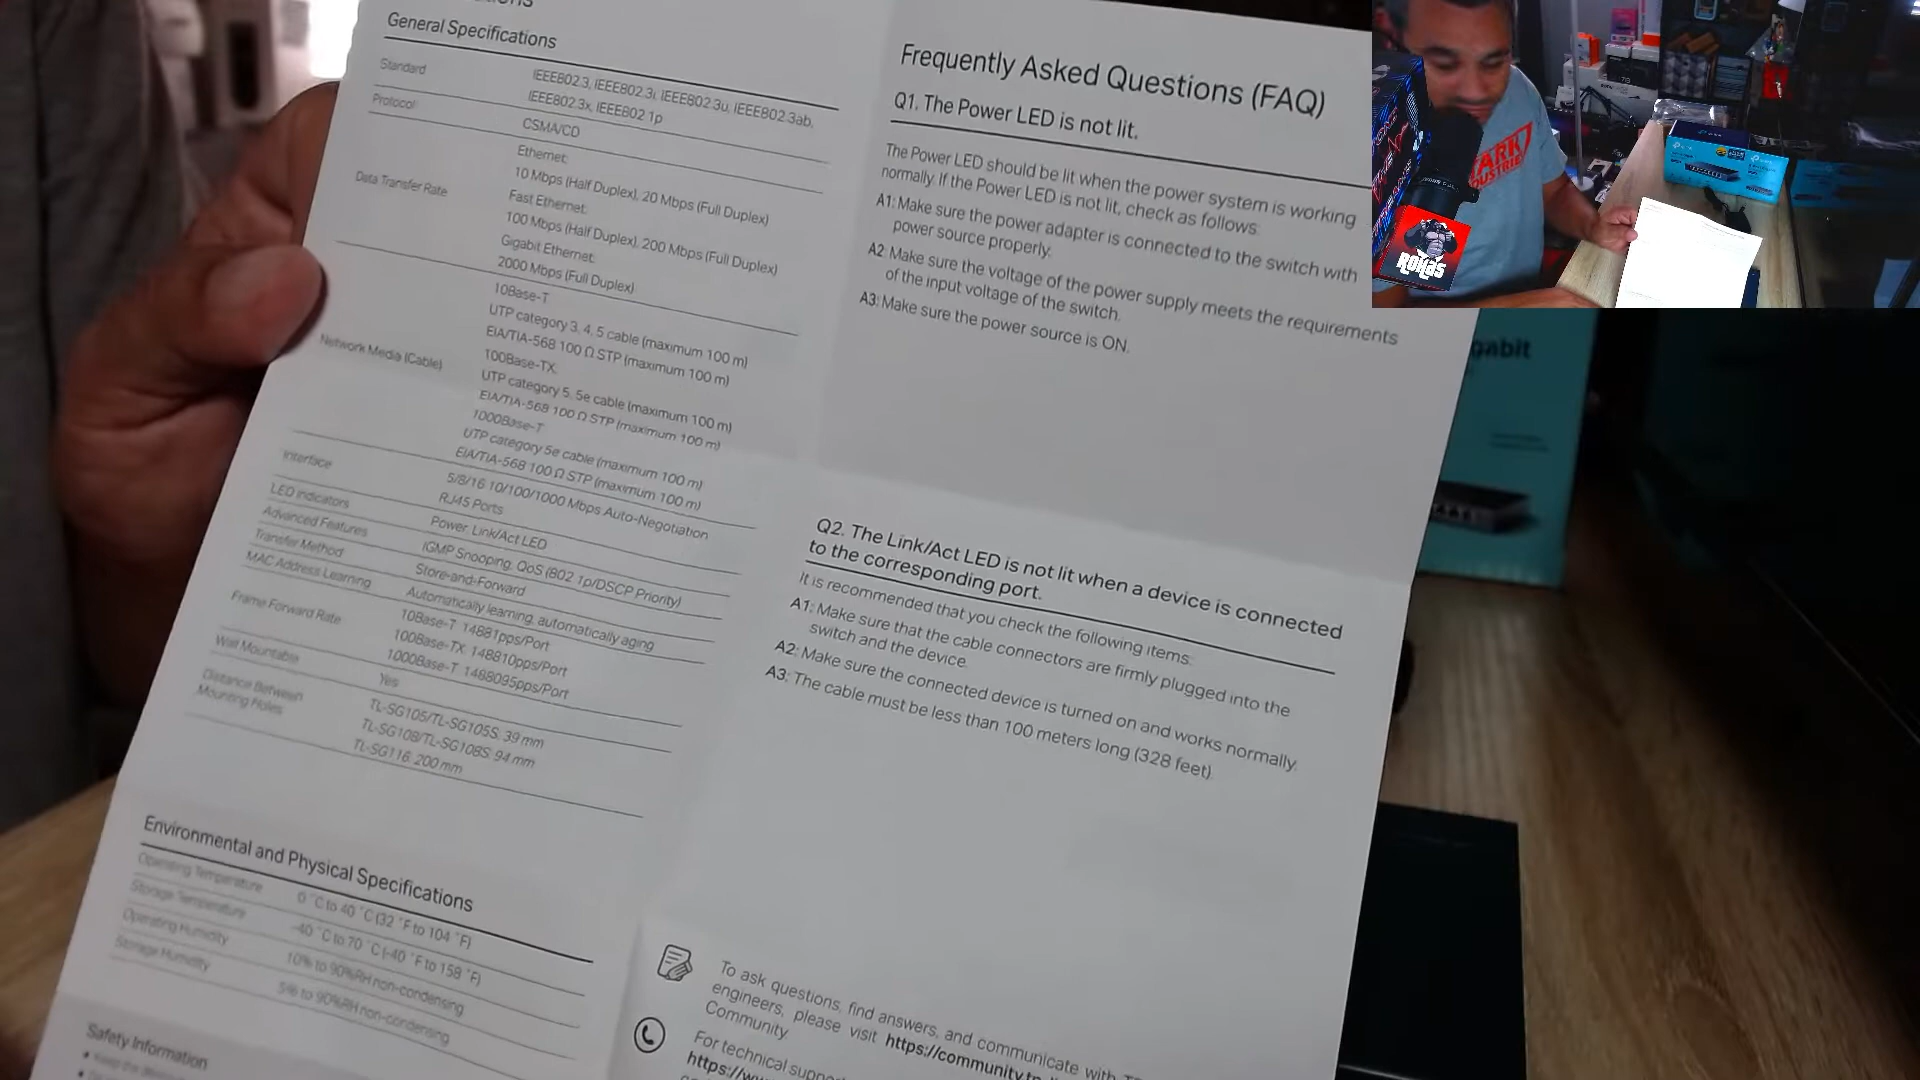 General Specifications
Standard
IEEE802.3, IEEE802.3i, IEEE802.3u, IEEE802.3ab,
IEEE802.3x, IEEE802.1p
Protocol
CSMA/CD
Data Transfer Rate
Ethernet:
10 Mbps (Half Duplex), 20 Mbps (Full Duplex)
Fast Ethernet:
100 Mbps (Half Duplex), 200 Mbps (Full Duplex)
Gigabit Ethernet:
2000 Mbps (Full Duplex)
Network Media (Cable)
10Base-T
UTP category 3, 4, 5 cable (maximum 100 m)
EIA/TIA-568 100 Ω STP (maximum 100 m)
100Base-TX:
UTP category 5, 5e cable (maximum 100 m)
EIA/TIA-568 100 Ω STP (maximum 100 m)
1000Base-T
UTP category 5e cable (maximum 100 m)
EIA/TIA-568 100 Ω STP (maximum 100 m)
Interface
5/8/16 10/100/1000 Mbps Auto-Negotiation
RJ45 Ports
LED Indicators
Power, Link/Act LED
Advanced Features
IGMP Snooping, QoS (802.1p/DSCP Priority)
Transfer Method
Store-and-Forward
MAC Address Learning
Automatically learning, automatically aging
Frame Forward Rate
10Base-T: 14881pps/Port
100Base-TX: 148810pps/Port
1000Base-T: 1488095pps/Port
Wall Mountable
Yes
Distance Between
Mounting Holes
TL-SG105/TL-SG105S: 39 mm
TL-SG108/TL-SG108S: 94 mm
TL-SG116: 200 mm
Environmental and Physical Specifications
Operating Temperature
0 °C to 40 °C (32 °F to 104 °F)
Storage Temperature
-40 °C to 70 °C (-40 °F to 158 °F)
Operating Humidity
10% to 90%RH non-condensing
Storage Humidity
5% to 90%RH non-condensing
Safety Information
Frequently Asked Questions (FAQ)
Q1. The Power LED is not lit.
The Power LED should be lit when the power system is working
normally. If the Power LED is not lit, check as follows:
A1: Make sure the power adapter is connected to the switch with
power source properly.
A2: Make sure the voltage of the power supply meets the requirements
of the input voltage of the switch.
A3: Make sure the power source is ON.
Q2. The Link/Act LED is not lit when a device is connected
to the corresponding port.
It is recommended that you check the following items:
A1: Make sure that the cable connectors are firmly plugged into the
switch and the device.
A2: Make sure the connected device is turned on and works normally.
A3: The cable must be less than 100 meters long (328 feet).
To ask questions, find answers, and communicate with
engineers, please visit https://community.tp
Community.
For technical suppo
https://ww
gabit
ROKAS